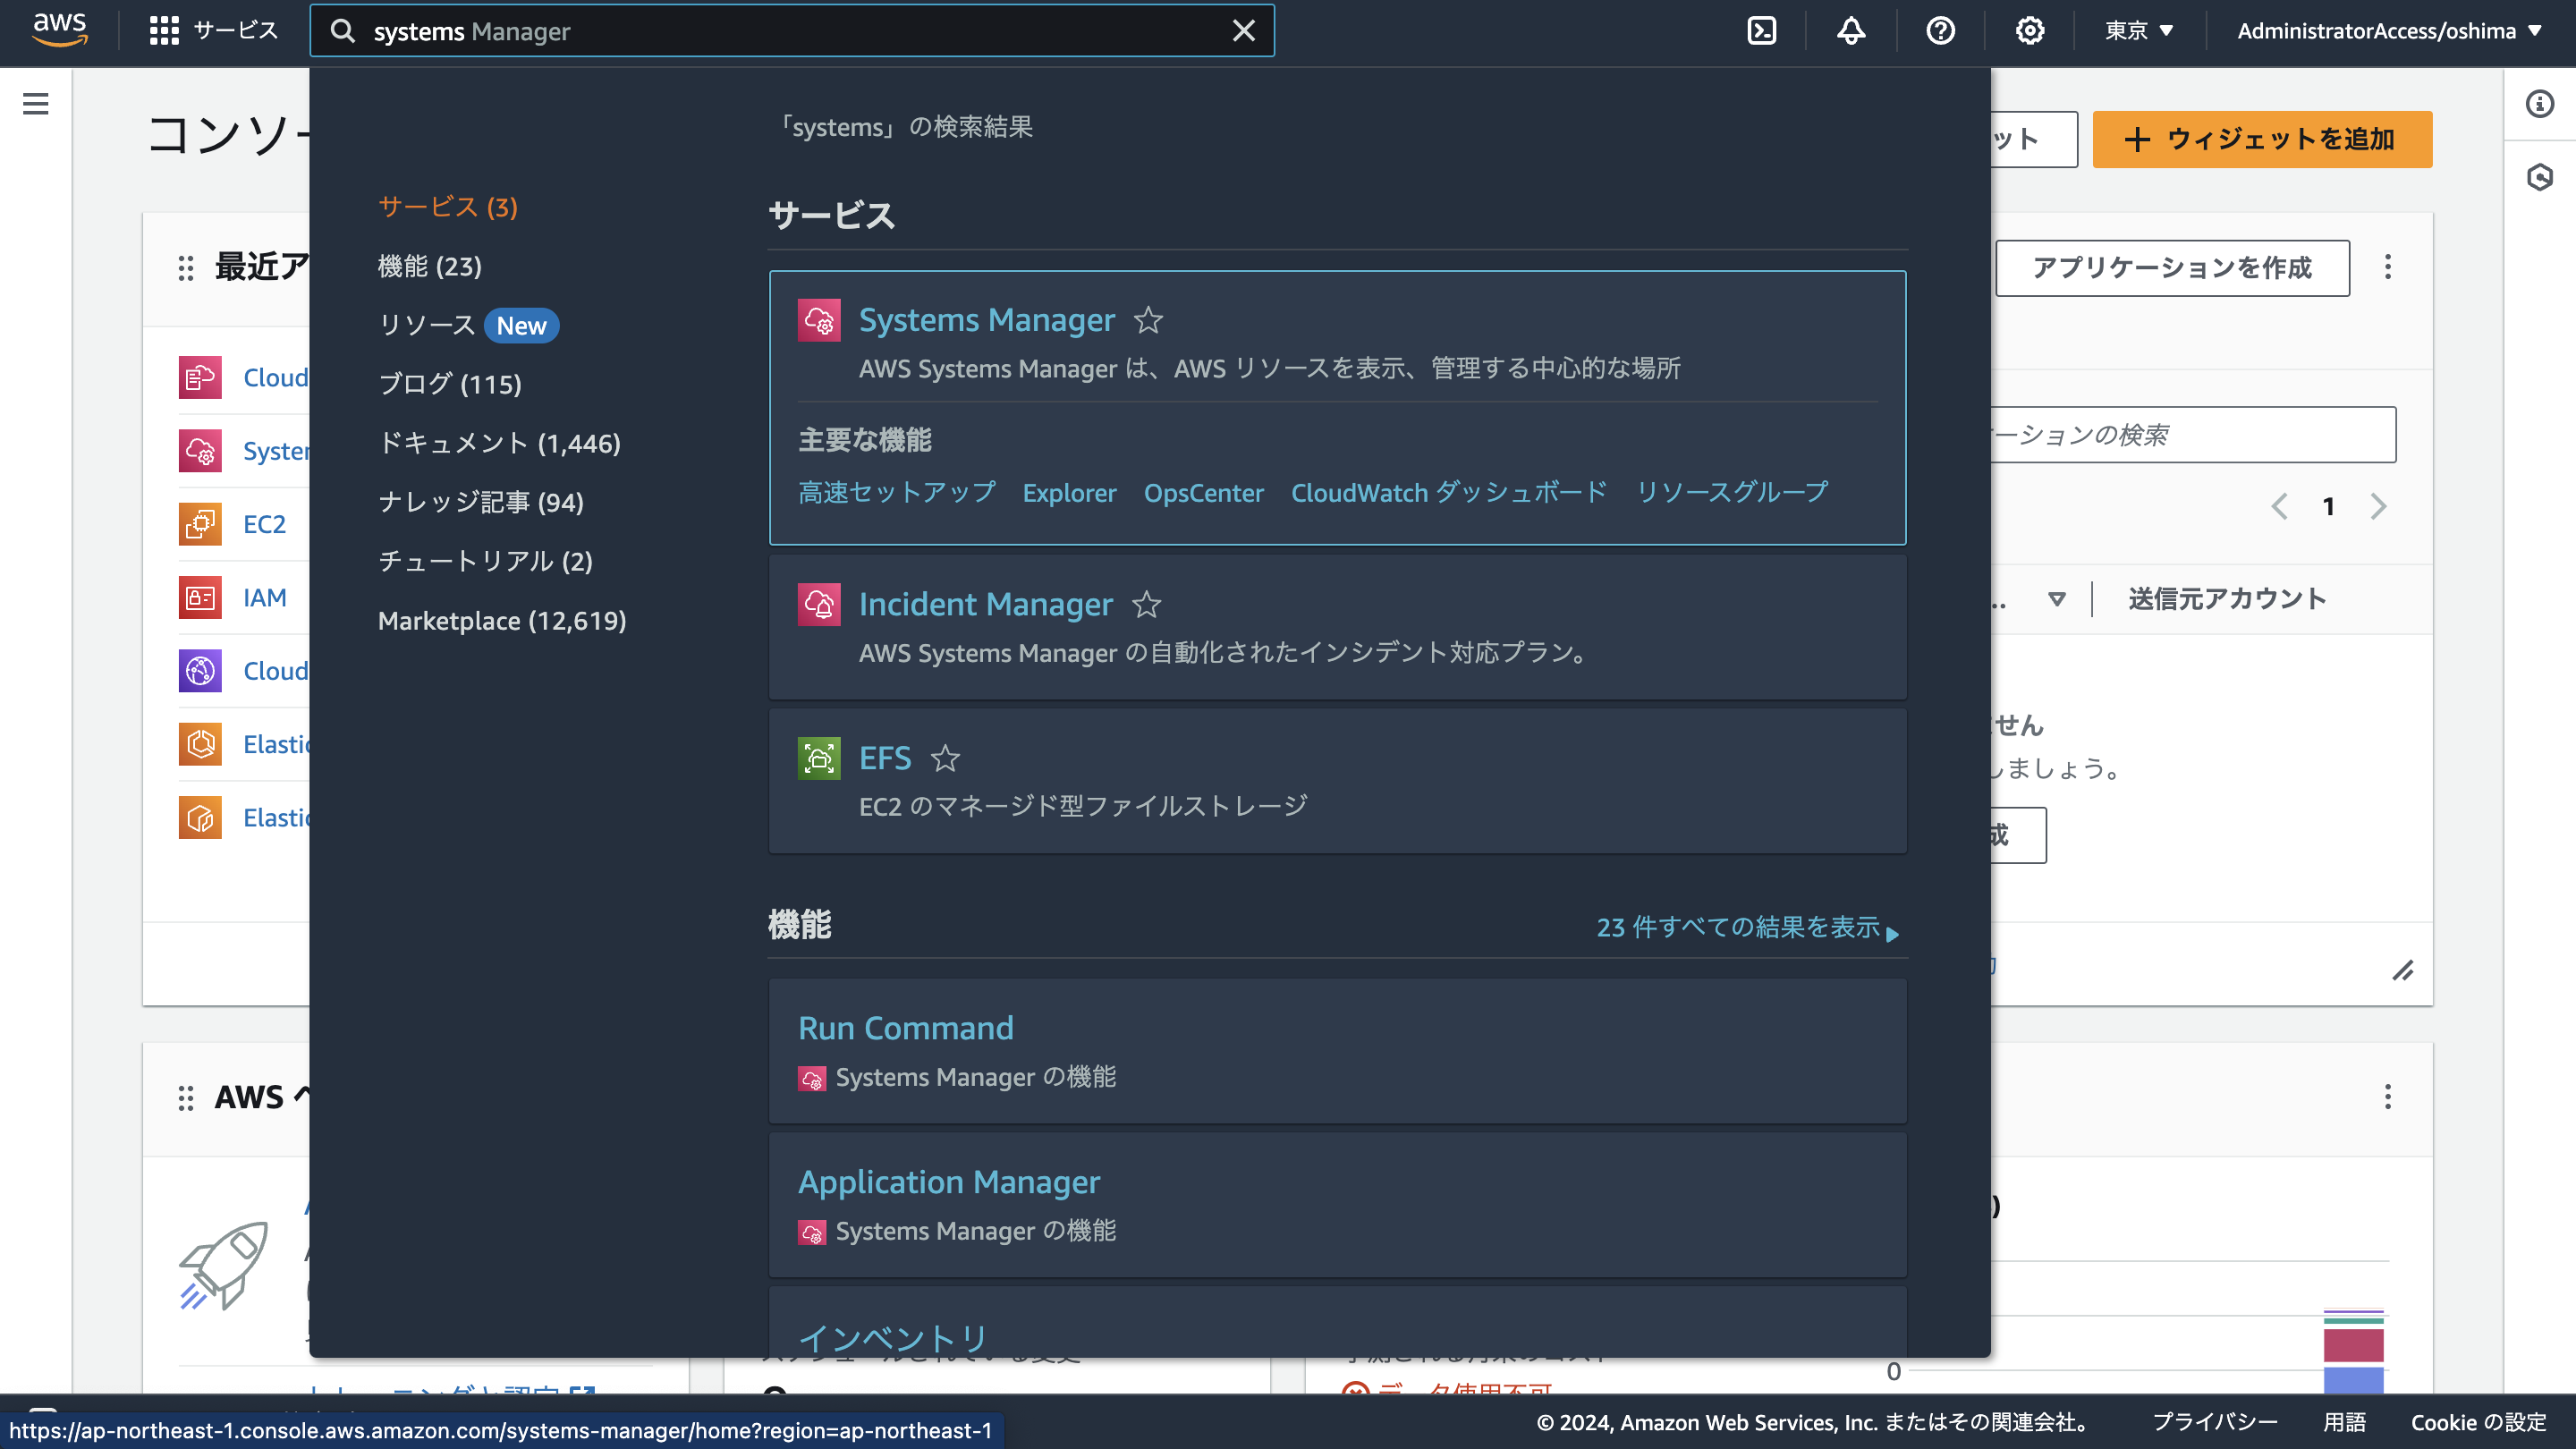 aws
サービス
systems Manager
東京
AdministratorAccess/oshima
「systems」の検索結果
コンソー
ット
ウィジェットを追加
サービス (3)
機能 (23)
リソース New
ブログ (115)
ドキュメント (1,446)
ナレッジ記事 (94)
チュートリアル (2)
Marketplace (12,619)
サービス
Systems Manager
AWS Systems Manager は、AWS リソースを表示、管理する中心的な場所
主要な機能
高速セットアップ Explorer OpsCenter CloudWatch ダッシュボード リソースグループ
Incident Manager
AWS Systems Manager の自動化されたインシデント対応プラン。
EFS
EC2 のマネージド型ファイルストレージ
機能
23 件すべての結果を表示
Run Command
Systems Manager の機能
Application Manager
Systems Manager の機能
インベントリ
最近ア
Cloud
System
EC2
IAM
Cloud
Elastic
Elastic
アプリケーションを作成
ーションの検索
1
..
送信元アカウント
せん
しましょう。
成
AWS へ
0
データ使用不可
https://ap-northeast-1.console.aws.amazon.com/systems-manager/home?region=ap-northeast-1
© 2024, Amazon Web Services, Inc. またはその関連会社。
プライバシー
用語
Cookie の設定